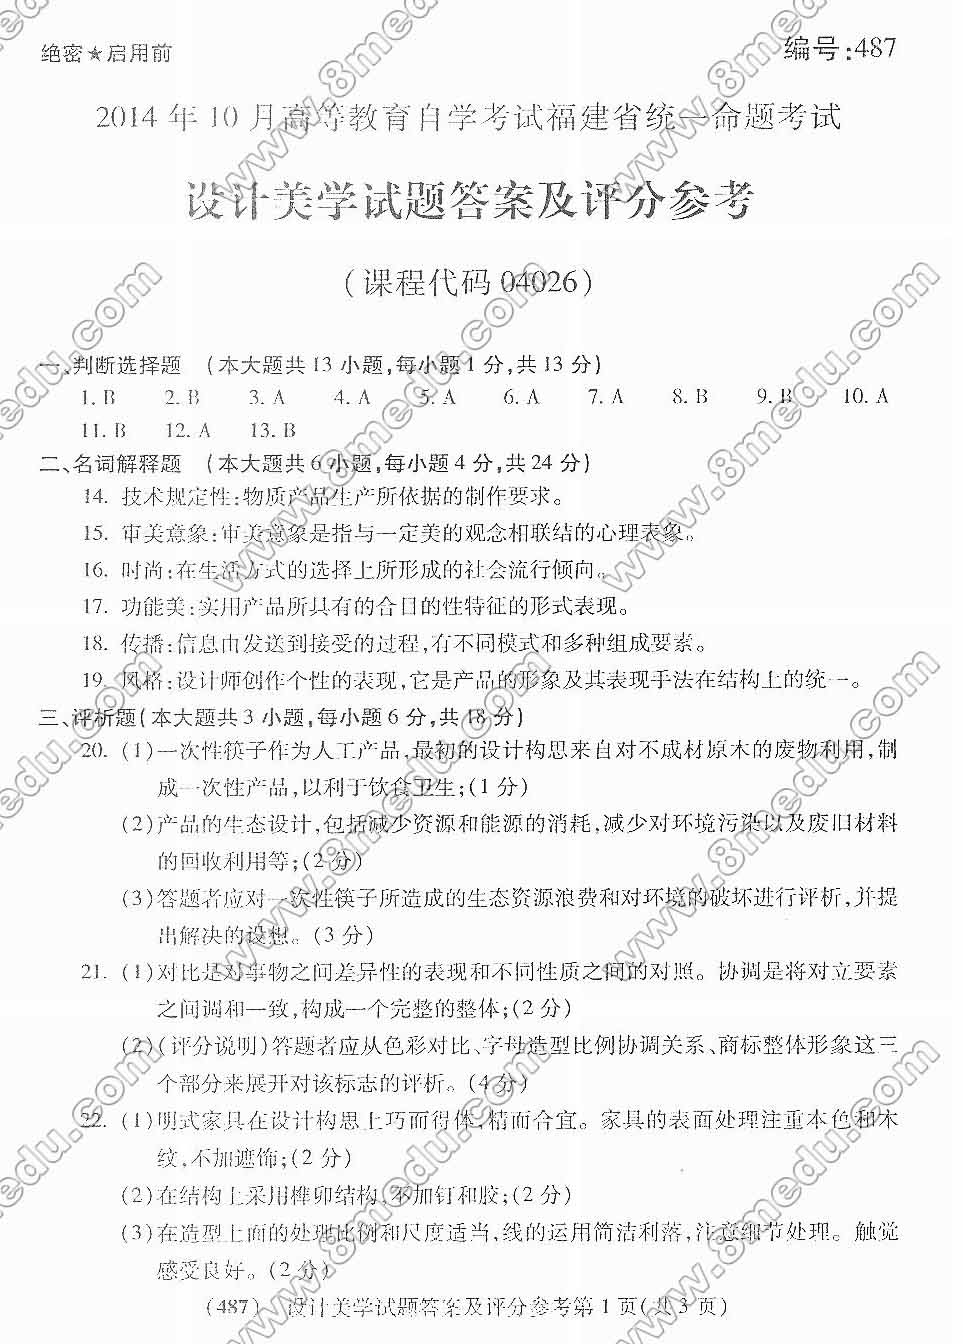 绝密★启用前
编号:487
2014年10月高等教育自学考试福建省统一命题考试
设计美学试题答案及评分参考
(课程代码 04026)
一、判断选择题 (本大题共13小题,每小题1分,共13分)
1. B 2. B 3. A 4. A 5. A 6. A 7. A 8. B 9. B 10. A
11. B 12. A 13. B
二、名词解释题 (本大题共6小题,每小题4分,共24分)
14. 技术规定性:物质产品生产所依据的制作要求。
15. 审美意象:审美意象是指与一定美的观念相联结的心理表象。
16. 时尚:在生活方式的选择上所形成的社会流行倾向。
17. 功能美:实用产品所具有的合目的性特征的形式表现。
18. 传播:信息由发送到接受的过程,有不同模式和多种组成要素。
19. 风格:设计师创作个性的表现,它是产品的形象及其表现手法在结构上的统一。
三、评析题(本大题共3小题,每小题6分,共18分)
20. (1)一次性筷子作为人工产品,最初的设计构思来自对不成材原木的废物利用,制
成一次性产品,以利于饮食卫生;(1分)
(2)产品的生态设计,包括减少资源和能源的消耗,减少对环境污染以及废旧材料
的回收利用等;(2分)
(3)答题者应对一次性筷子所造成的生态资源浪费和对环境的破坏进行评析,并提
出解决的设想。(3分)
21. (1)对比是对事物之间差异性的表现和不同性质之间的对照。协调是将对立要素
之间调和一致,构成一个完整的整体;(2分)
(2)(评分说明)答题者应从色彩对比、字母造型比例协调关系、商标整体形象这三
个部分来展开对该标志的评析。(4分)
22. (1)明式家具在设计构思上巧而得体,精而合宜。家具的表面处理注重本色和木
纹,不加遮饰;(2分)
(2)在结构上采用榫卯结构,不加钉和胶;(2分)
(3)在造型上面的处理比例和尺度适当,线的运用简洁利落,注意细节处理。触觉
感受良好。(2分)
(487) 设计美学试题答案及评分参考第1页(共3页)
www.8medu.com